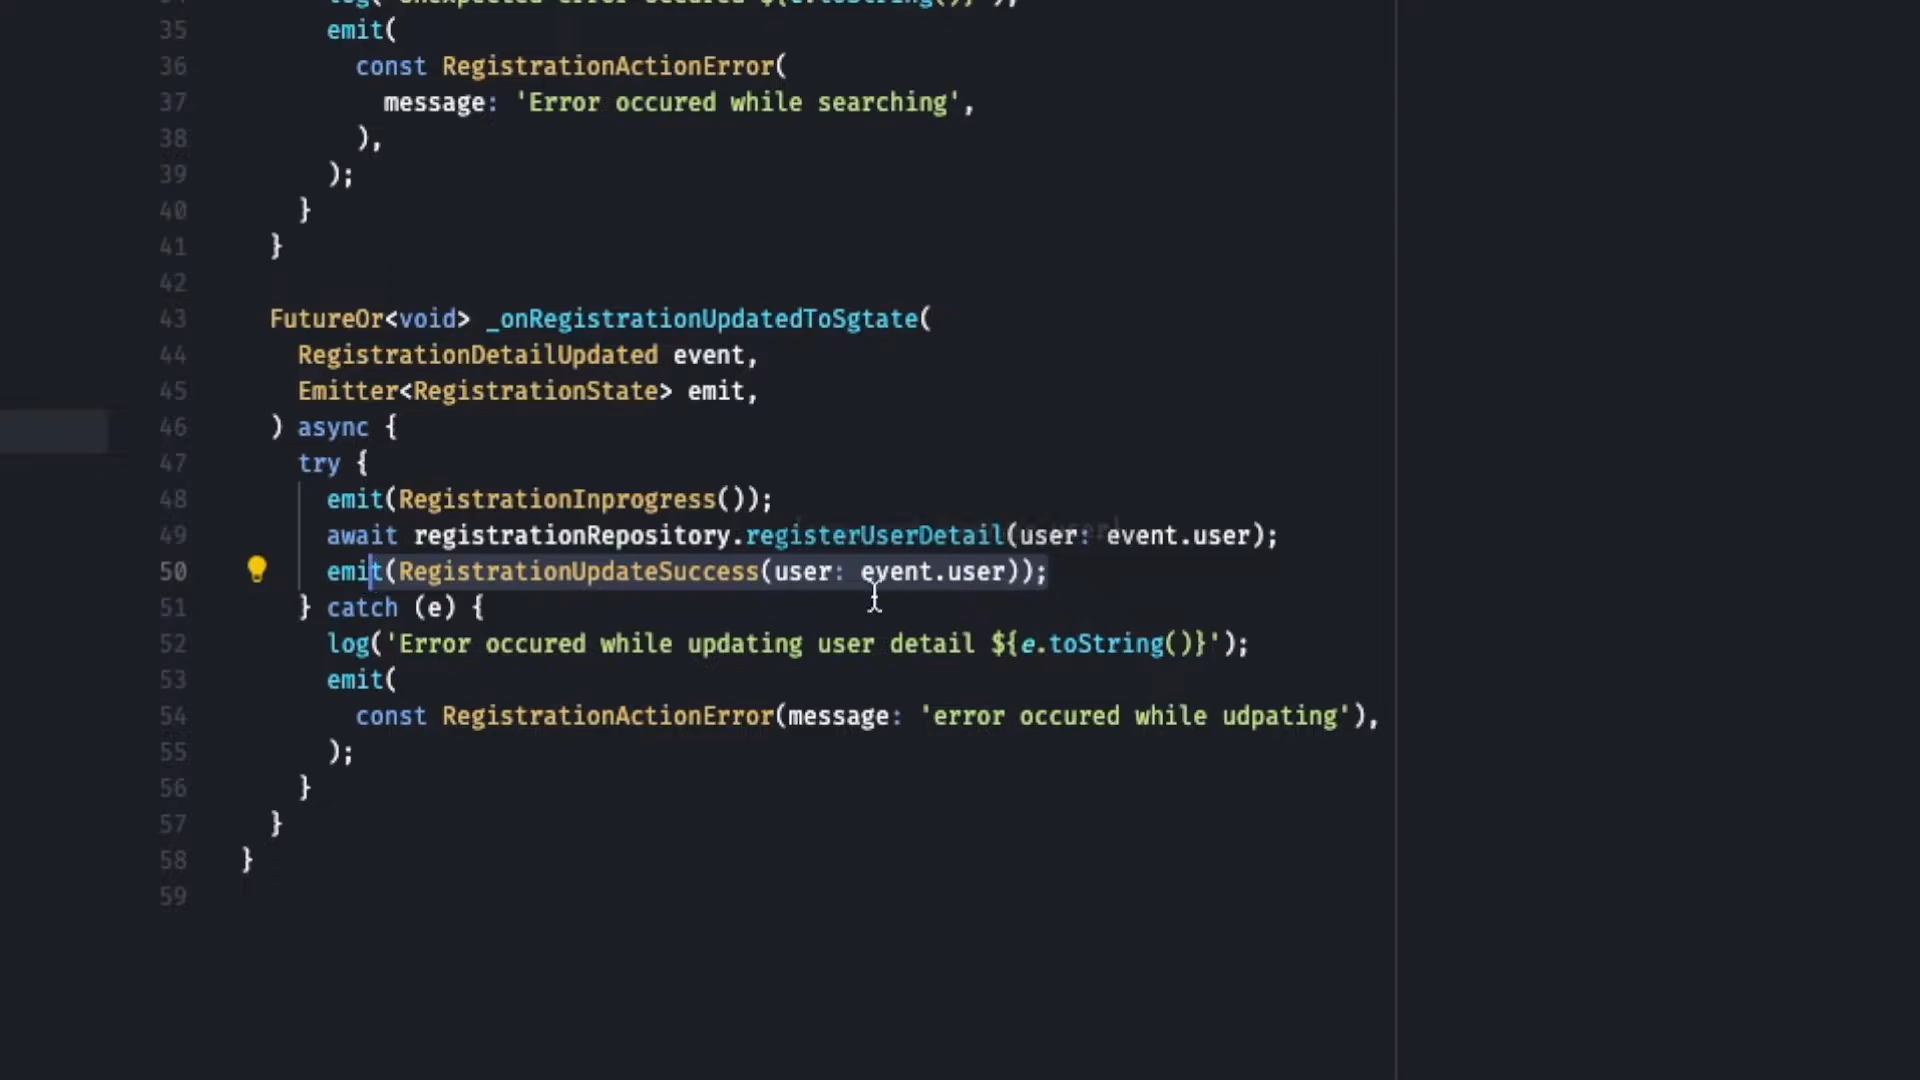 35 emit(
36 const RegistrationActionError(
37 message: 'Error occured while searching',
38 ),
39 );
40 }
41 }
42
43 FutureOr<void> _onRegistrationUpdatedToSgtate(
44 RegistrationDetailUpdated event,
45 Emitter<RegistrationState> emit,
46 ) async {
47 try {
48 emit(RegistrationInprogress());
49 await registrationRepository.registerUserDetail(user: event.user);
50 emit(RegistrationUpdateSuccess(user: event.user));
51 } catch (e) {
52 log('Error occured while updating user detail ${e.toString()}');
53 emit(
54 const RegistrationActionError(message: 'error occured while udpating'),
55 );
56 }
57 }
58 }
59